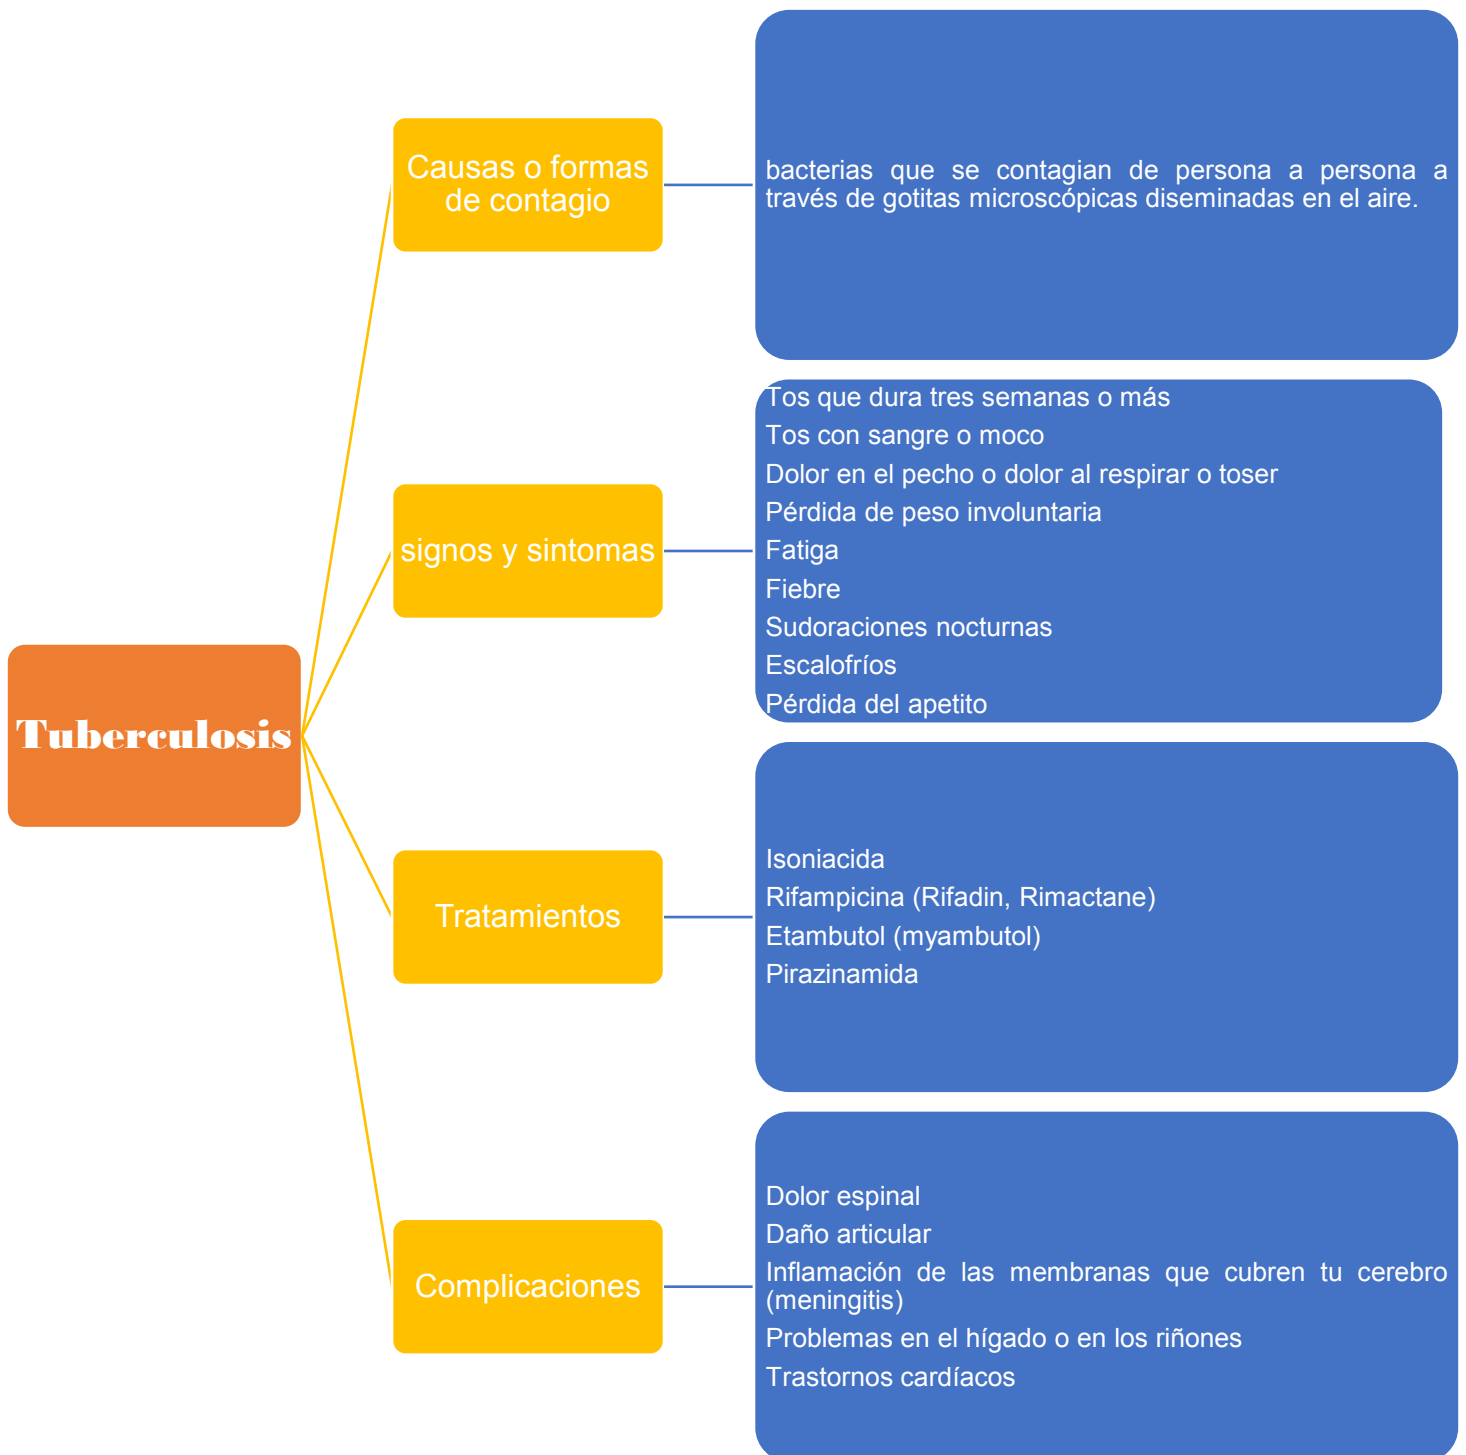 Tuberculosis
Causas o formas
de contagio
bacterias que se contagian de persona a persona a
través de gotitas microscópicas diseminadas en el aire.
signos y sintomas
Tos que dura tres semanas o más
Tos con sangre o moco
Dolor en el pecho o dolor al respirar o toser
Pérdida de peso involuntaria
Fatiga
Fiebre
Sudoraciones nocturnas
Escalofríos
Pérdida del apetito
Tratamientos
Isoniacida
Rifampicina (Rifadin, Rimactane)
Etambutol (myambutol)
Pirazinamida
Complicaciones
Dolor espinal
Daño articular
Inflamación de las membranas que cubren tu cerebro
(meningitis)
Problemas en el hígado o en los riñones
Trastornos cardíacos